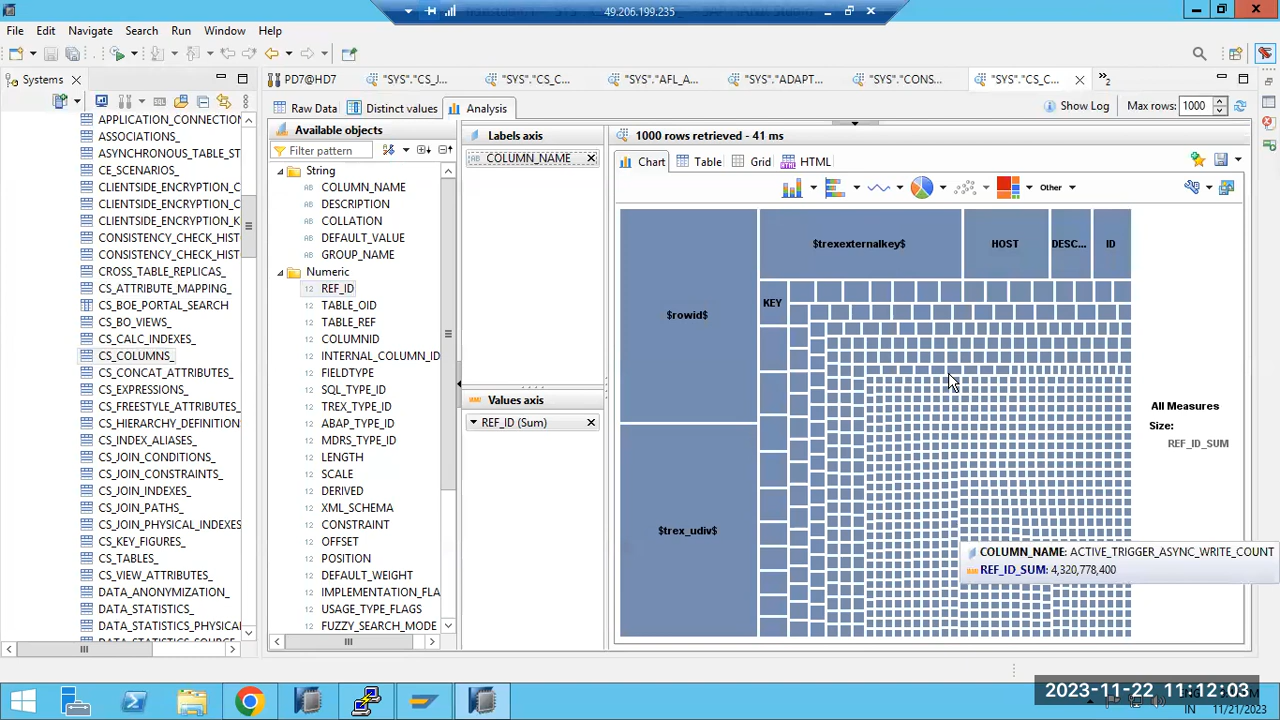 49.206.199.235
File Edit Navigate Search Run Window Help
Systems
PD7@HD7
"SYS"."CS_J...
"SYS"."CS_C...
"SYS"."AFL_A...
"SYS"."ADAPT...
"SYS"."CONS...
"SYS"."CS_C...
2
Raw Data
Distinct values
Analysis
Show Log
Max rows: 1000
APPLICATION_CONNECTION
ASSOCIATIONS_
ASYNCHRONOUS_TABLE_ST
CE_SCENARIOS_
CLIENTSIDE_ENCRYPTION_C
CLIENTSIDE_ENCRYPTION_C
CLIENTSIDE_ENCRYPTION_K
CONSISTENCY_CHECK_HIST
CONSISTENCY_CHECK_HIST
CROSS_TABLE_REPLICAS_
CS_ATTRIBUTE_MAPPING_
CS_BOE_PORTAL_SEARCH
CS_BO_VIEWS_
CS_CALC_INDEXES_
CS_COLUMNS_
CS_CONCAT_ATTRIBUTES_
CS_EXPRESSIONS_
CS_FREESTYLE_ATTRIBUTES_
CS_HIERARCHY_DEFINITION
CS_INDEX_ALIASES_
CS_JOIN_CONDITIONS_
CS_JOIN_CONSTRAINTS_
CS_JOIN_INDEXES_
CS_JOIN_PATHS_
CS_JOIN_PHYSICAL_INDEXES
CS_KEY_FIGURES_
CS_TABLES_
CS_VIEW_ATTRIBUTES_
DATA_ANONYMIZATION_
DATA_STATISTICS_
DATA_STATISTICS_PHYSICA
Available objects
Filter pattern
String
COLUMN_NAME
DESCRIPTION
COLLATION
DEFAULT_VALUE
GROUP_NAME
Numeric
REF_ID
TABLE_OID
TABLE_REF
COLUMNID
INTERNAL_COLUMN_ID
FIELDTYPE
SQL_TYPE_ID
TREX_TYPE_ID
ABAP_TYPE_ID
MDRS_TYPE_ID
LENGTH
SCALE
DERIVED
XML_SCHEMA
CONSTRAINT
OFFSET
POSITION
DEFAULT_WEIGHT
IMPLEMENTATION_FLA
USAGE_TYPE_FLAGS
FUZZY_SEARCH_MODE
Labels axis
COLUMN_NAME
Values axis
REF_ID (Sum)
1000 rows retrieved - 41 ms
Chart Table Grid HTML
Other
$rowid$
$trex_udiv$
$trexexternalkey$
HOST
DESC...
ID
KEY
All Measures
Size:
REF_ID_SUM
COLUMN_NAME: ACTIVE_TRIGGER_ASYNC_WRITE_COUNT
REF_ID_SUM: 4,320,778,400
2023-11-22 11:12:03
IN
11/21/2023